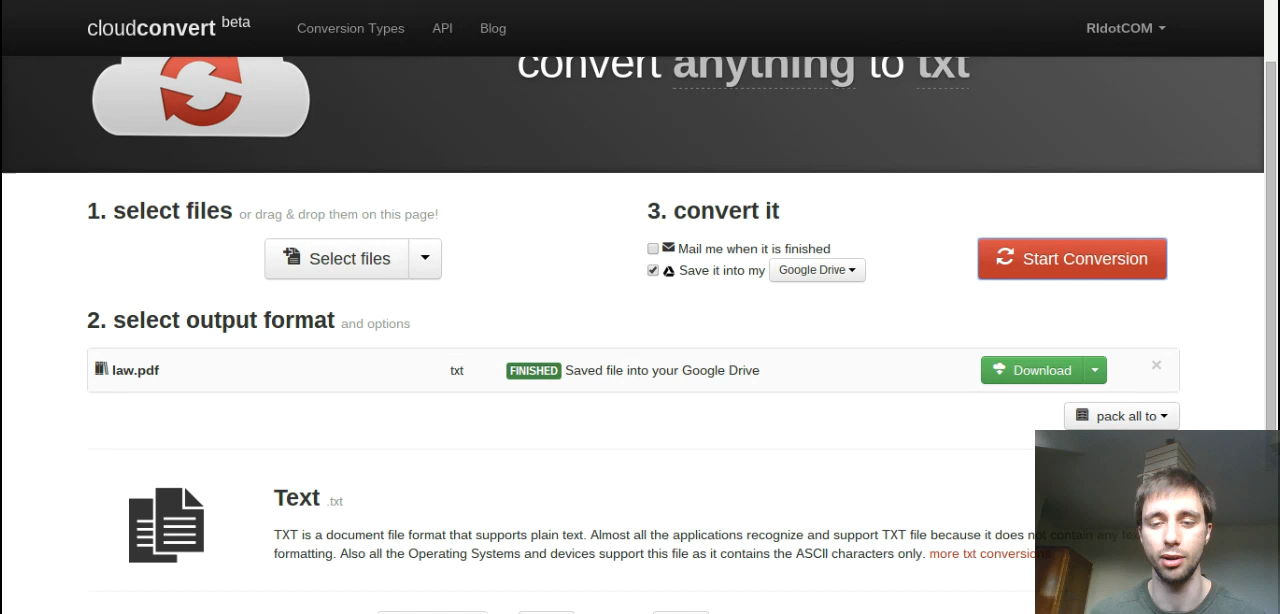 cloudconvert beta
Conversion Types API Blog RIdotCOM
convert anything to txt
1. select files or drag & drop them on this page!
Select files
3. convert it
Mail me when it is finished
Save it into my Google Drive
Start Conversion
2. select output format and options
law.pdf txt FINISHED Saved file into your Google Drive Download ×
pack all to
Text .txt
TXT is a document file format that supports plain text. Almost all the applications recognize and support TXT file because it does not contain any
formatting. Also all the Operating Systems and devices support this file as it contains the ASCII characters only. more txt conversions